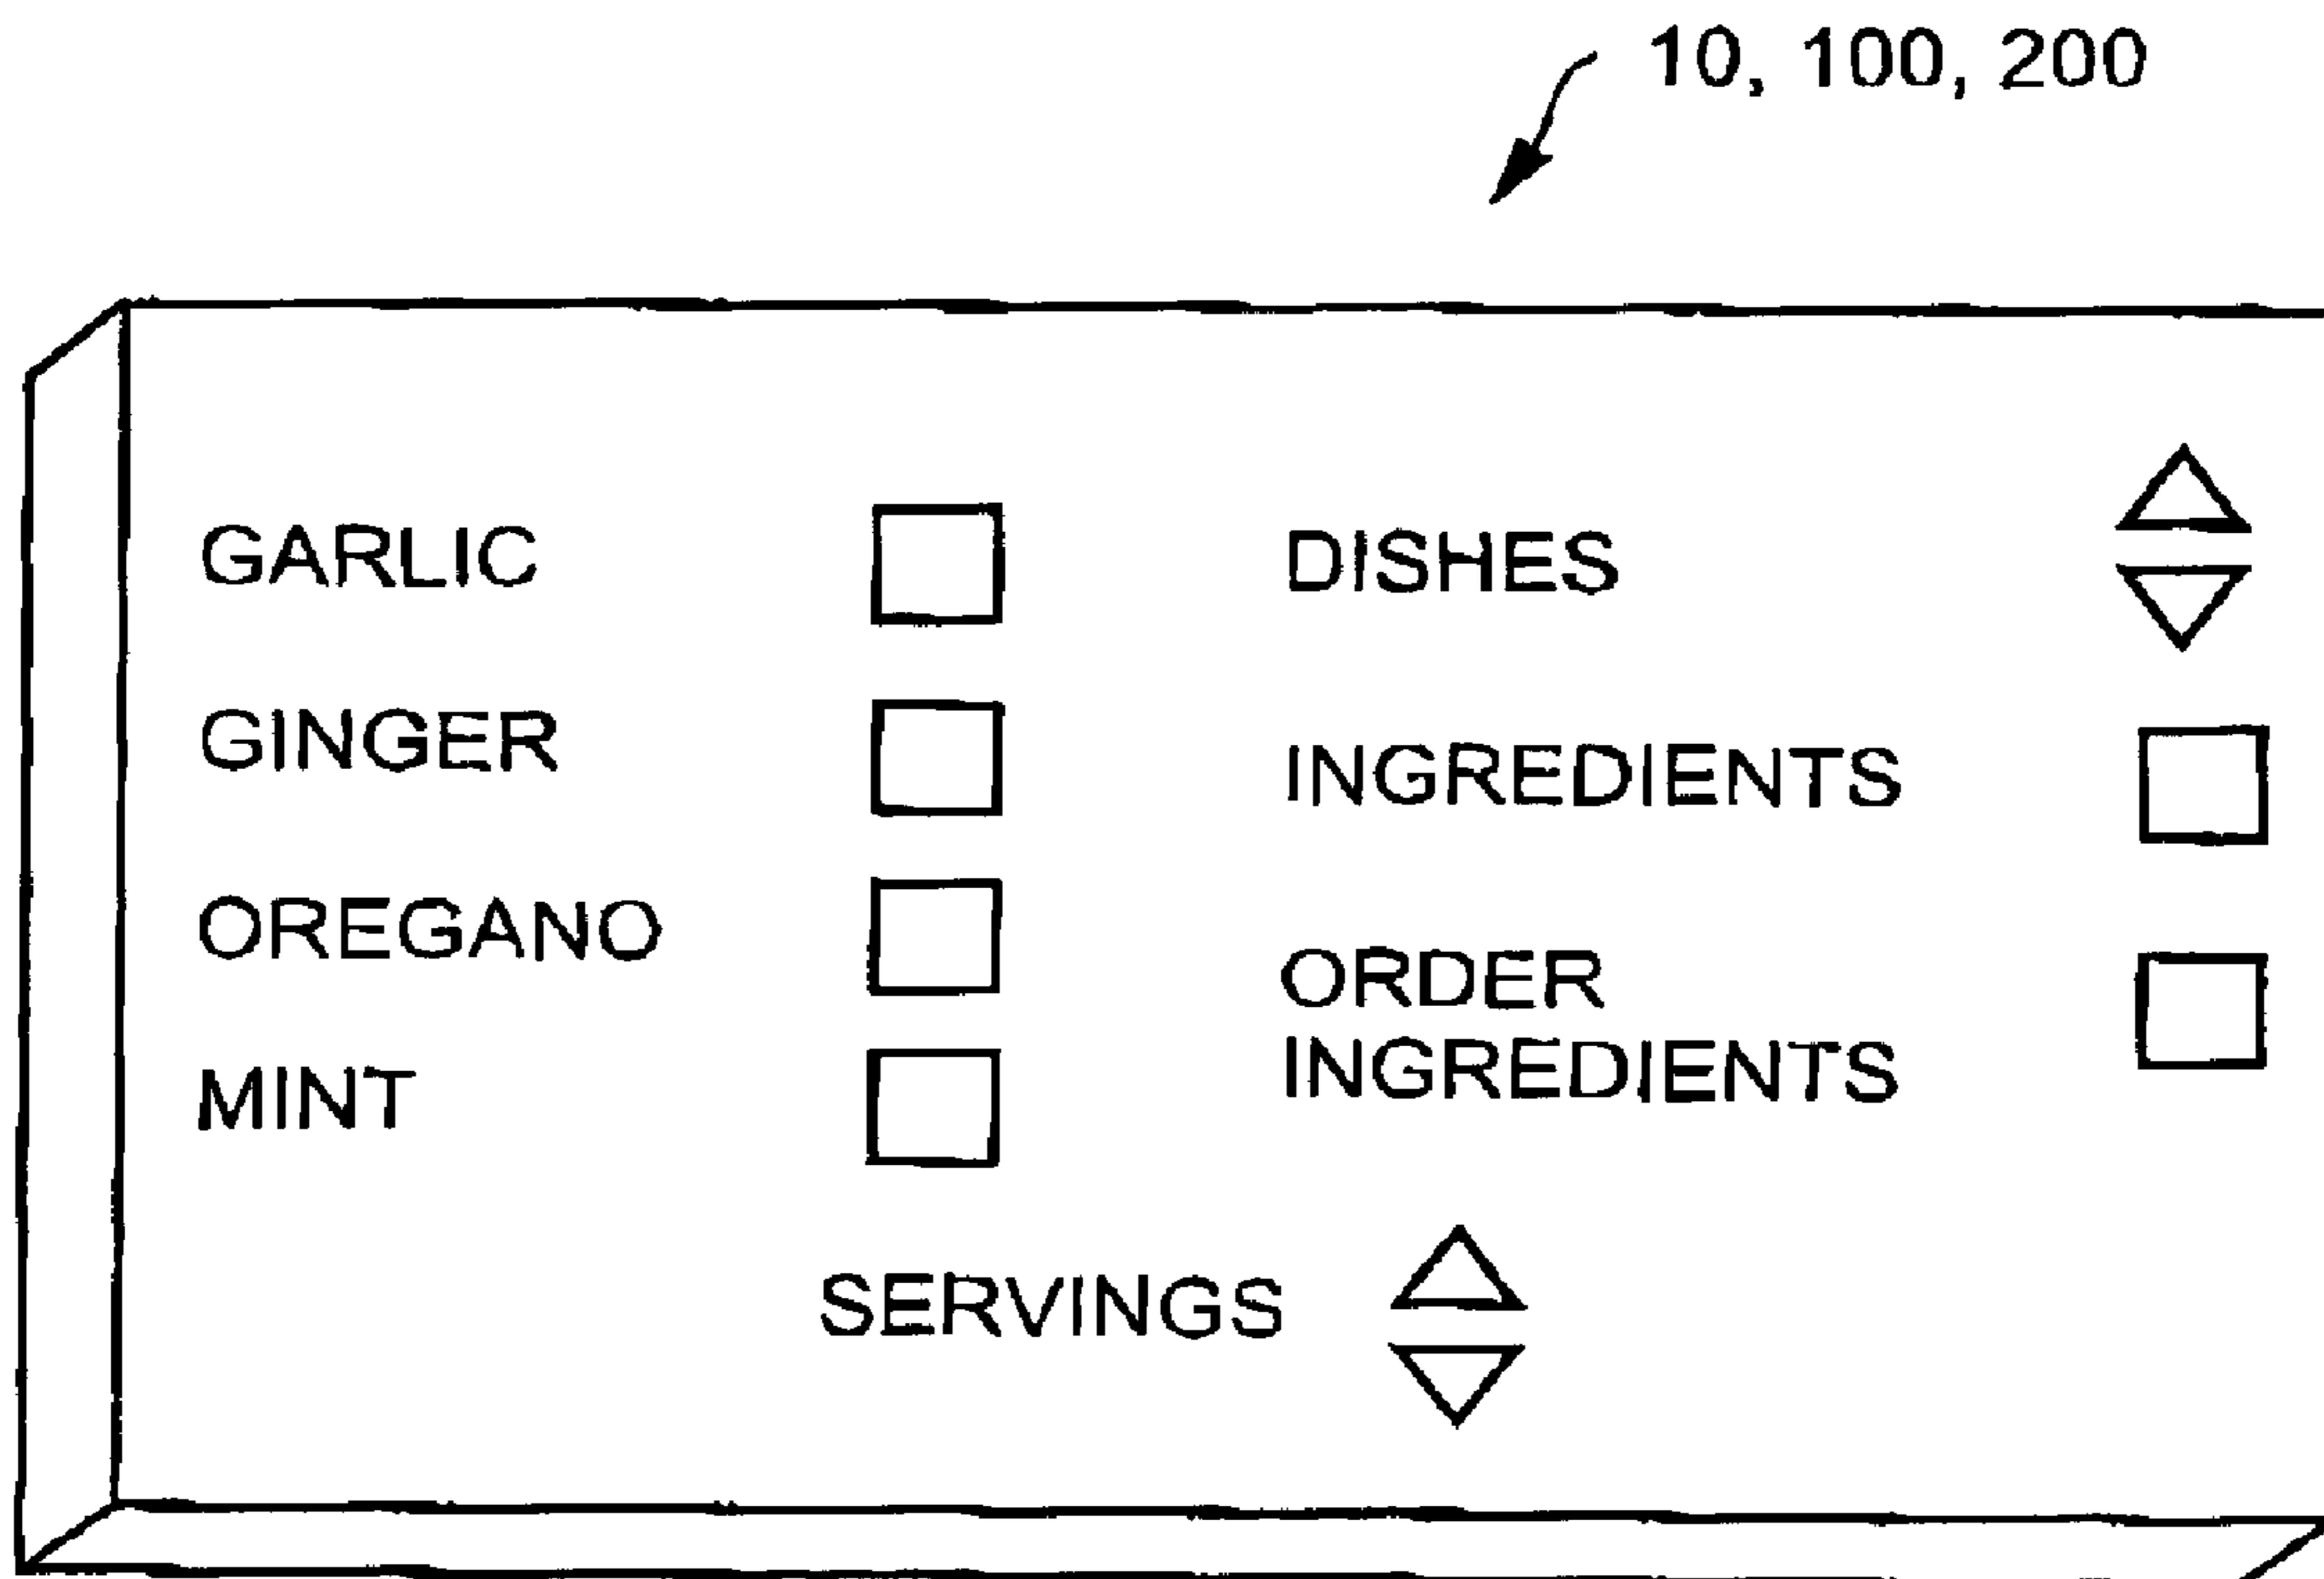 10, 100, 200
GARLIC
GINGER
OREGANO
MINT
DISHES
INGREDIENTS
ORDER
INGREDIENTS
SERVINGS